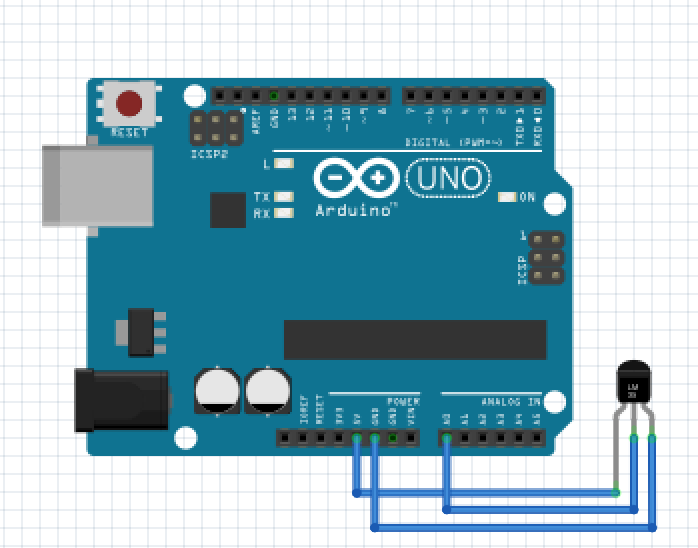 RESET
ICSP2
AREF
GND
13
12
~11
~10
~9
8
7
~6
~5
4
~3
2
TXD▶1
RXD◀0
DIGITAL (PWM~)
L
TX
RX
UNO
Arduino™
ON
1
ICSP
POWER
ANALOG IN
IOREF
RESET
3V3
5V
GND
GND
VIN
A0
A1
A2
A3
A4
A5
LM
35